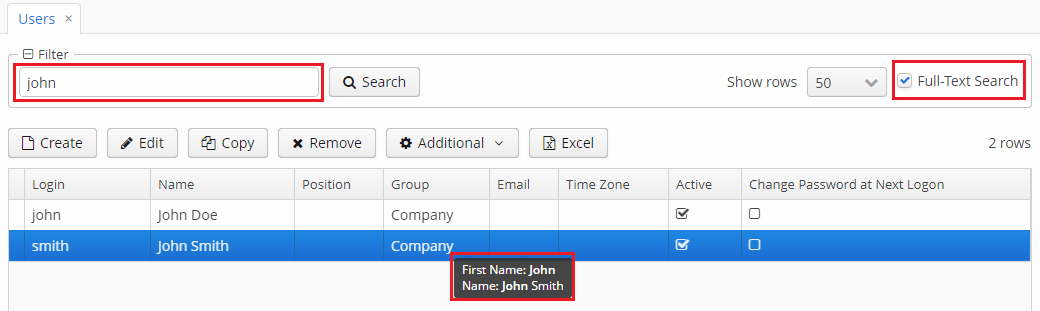 Users ×
Filter
john Search Show rows 50 Full-Text Search
Create Edit Copy Remove Additional Excel 2 rows
Login Name Position Group Email Time Zone Active Change Password at Next Logon
john John Doe Company
smith John Smith Company
First Name: John
Name: John Smith